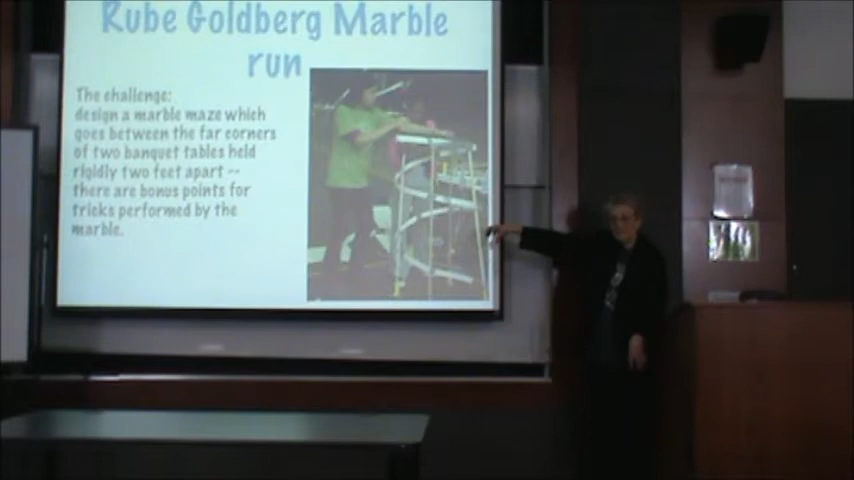 Rube Goldberg Marble
run
The challenge:
design a marble maze which
goes between the far corners
of two banquet tables held
rigidly two feet apart --
there are bonus points for
tricks performed by the
marble.